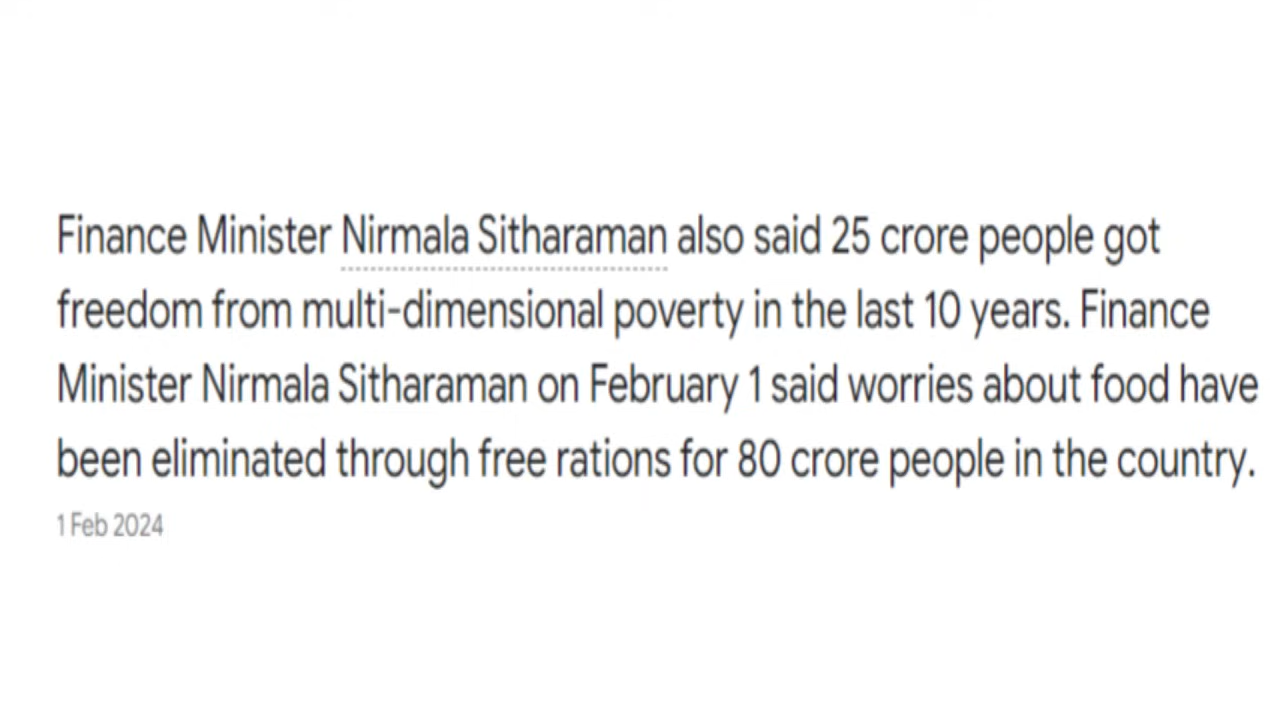 Finance Minister Nirmala Sitharaman also said 25 crore people got
freedom from multi-dimensional poverty in the last 10 years. Finance
Minister Nirmala Sitharaman on February 1 said worries about food have
been eliminated through free rations for 80 crore people in the country.
1 Feb 2024